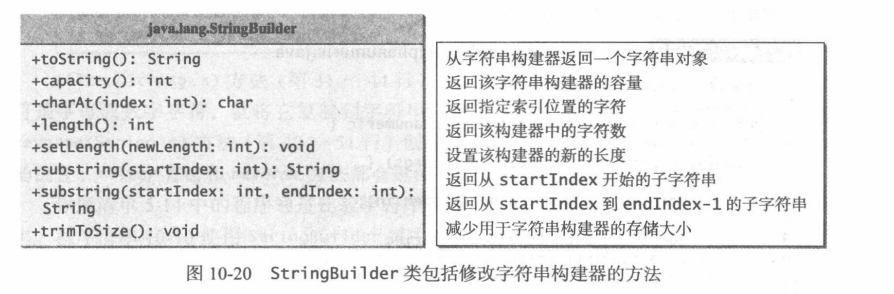 java.lang.StringBuilder
+toString(): String
+capacity(): int
+charAt(index: int): char
+length(): int
+setLength(newLength: int): void
+substring(startIndex: int): String
+substring(startIndex: int, endIndex: int):
String
+trimToSize(): void
从字符串构建器返回一个字符串对象
返回该字符串构建器的容量
返回指定索引位置的字符
返回该构建器中的字符数
设置该构建器的新的长度
返回从 startIndex 开始的子字符串
返回从 startIndex 到 endIndex-1 的子字符串
减少用于字符串构建器的存储大小
图 10-20 StringBuilder 类包括修改字符串构建器的方法